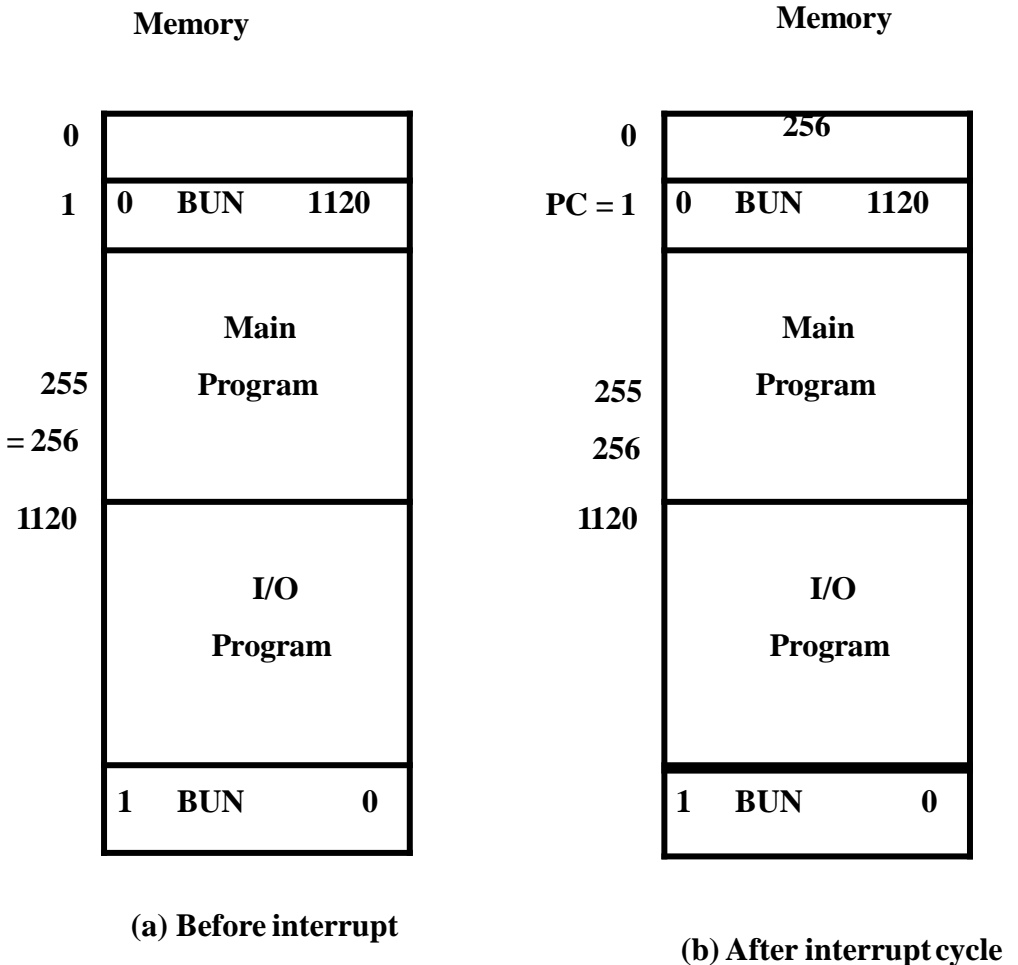 Memory
0
1 0 BUN 1120
Main
255 Program
= 256
1120
I/O
Program
1 BUN 0
(a) Before interrupt
Memory
0 256
PC = 1 0 BUN 1120
Main
255 Program
256
1120
I/O
Program
1 BUN 0
(b) After interrupt cycle